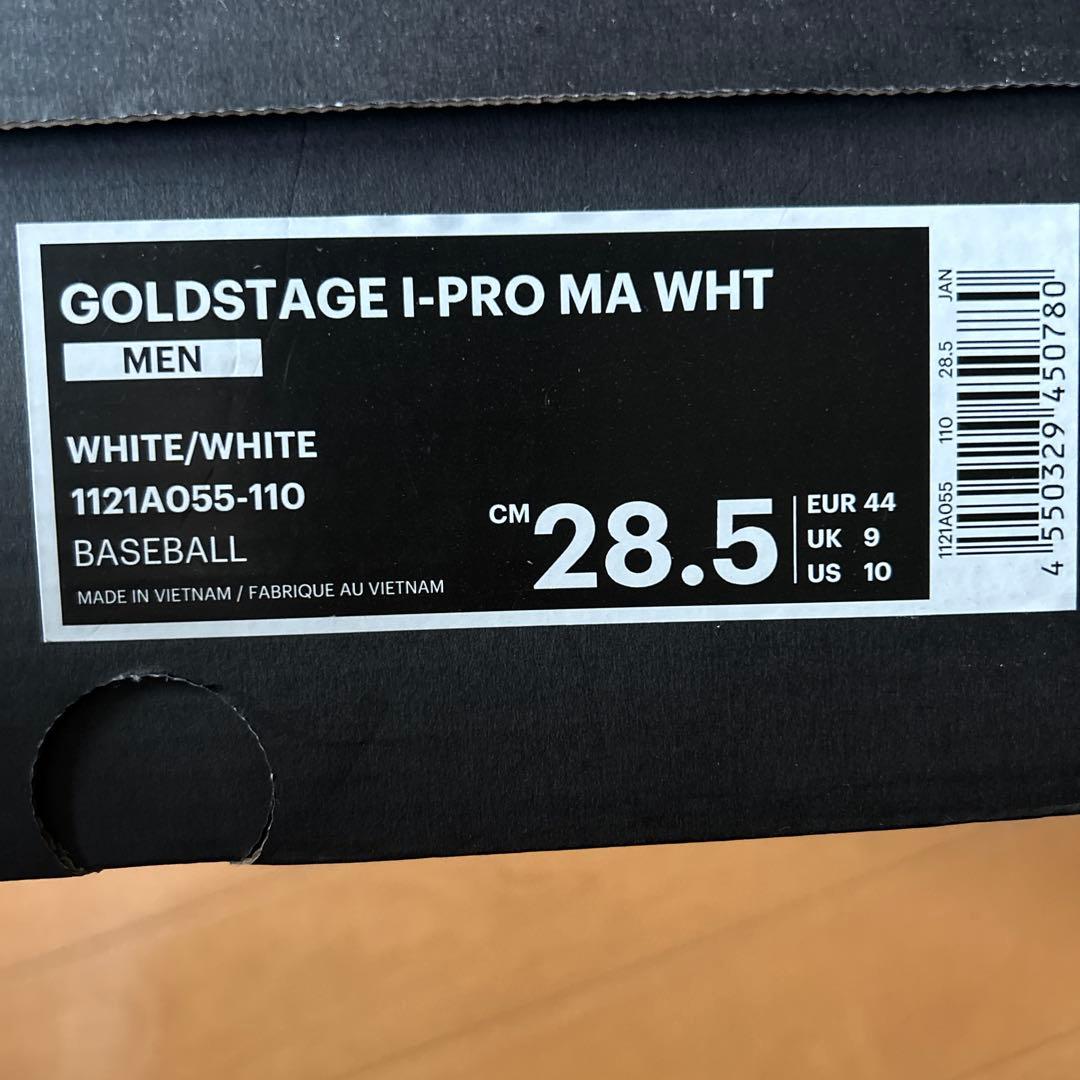 GOLDSTAGE I-PRO MA WHT
MEN
WHITE/WHITE
1121A055-110
BASEBALL
MADE IN VIETNAM / FABRIQUE AU VIETNAM
CM 28.5
EUR 44
UK 9
US 10
1121A055 110 28.5 JAN
4 550329 450780